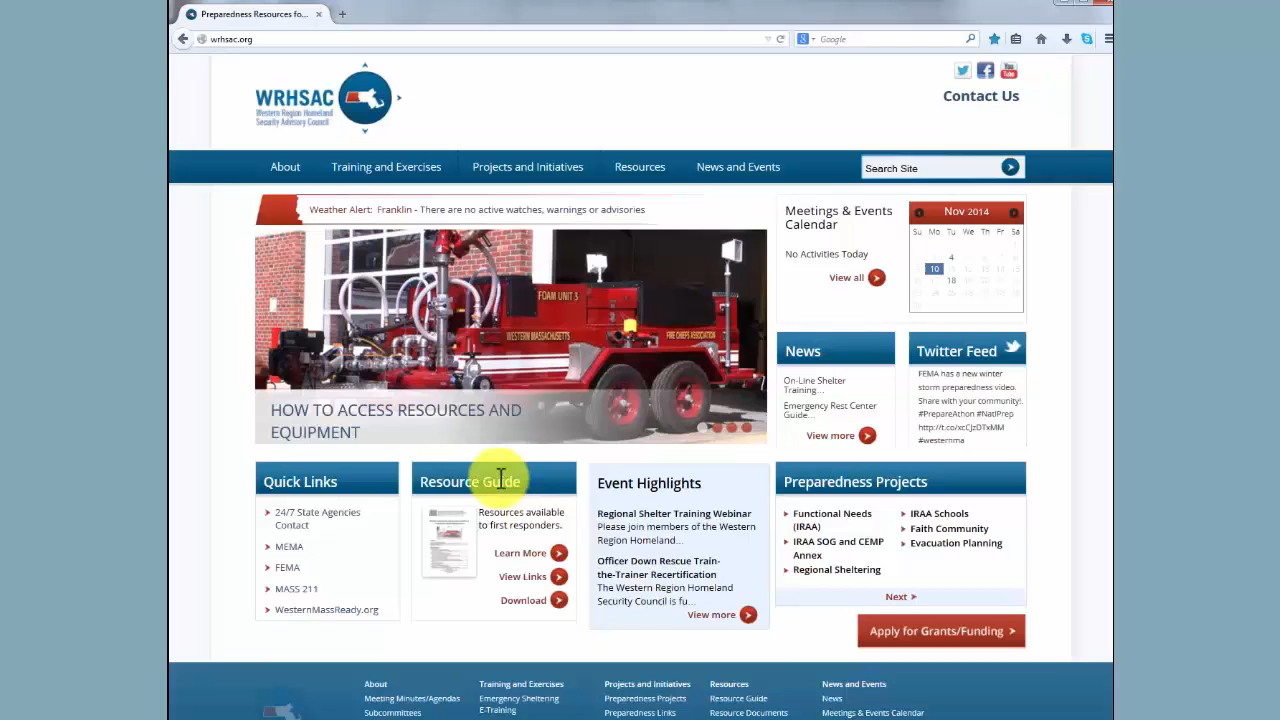 Preparedness Resources fo...
wrhsac.org
Google
WRHSAC
Western Region Homeland
Security Advisory Council
You
Tube
Contact Us
About
Training and Exercises
Projects and Initiatives
Resources
News and Events
Search Site
Weather Alert: Franklin - There are no active watches, warnings or advisories
FOAM UNIT 3
WESTERN MASSACHUSETTS
FIRE CHIEFS ASSOCIATION
HOW TO ACCESS RESOURCES AND
EQUIPMENT
Meetings & Events
Calendar
No Activities Today
View all
Nov 2014
Su Mo Tu We Th Fr Sa
4
10
18
News
On-Line Shelter
Training...
Emergency Rest Center
Guide...
View more
Twitter Feed
FEMA has a new winter
storm preparedness video.
Share with your community!.
#PrepareAthon #NatlPrep
http://t.co/xcCJzDTxMM
#westernma
Quick Links
24/7 State Agencies
Contact
MEMA
FEMA
MASS 211
WesternMassReady.org
Resource Guide
Resources available
to first responders.
Learn More
View Links
Download
Event Highlights
Regional Shelter Training Webinar
Please join members of the Western
Region Homeland...
Officer Down Rescue Train-
the-Trainer Recertification
The Western Region Homeland
Security Council is fu...
View more
Preparedness Projects
Functional Needs
(IRAA)
IRAA SOG and CEMP
Annex
Regional Sheltering
IRAA Schools
Faith Community
Evacuation Planning
Next
Apply for Grants/Funding
About
Meeting Minutes/Agendas
Subcommittees
Training and Exercises
Emergency Sheltering
E-Training
Projects and Initiatives
Preparedness Projects
Preparedness Links
Resources
Resource Guide
Resource Documents
News and Events
News
Meetings & Events Calendar